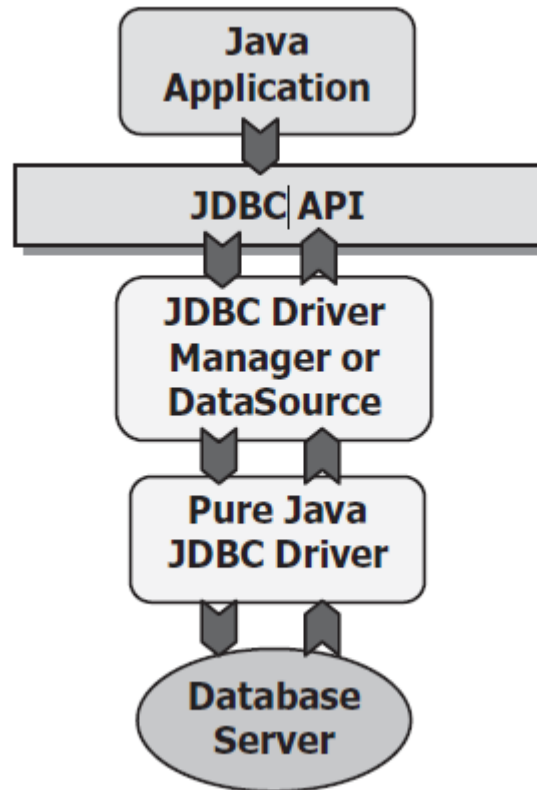 Java
Application
JDBC API
JDBC Driver
Manager or
DataSource
Pure Java
JDBC Driver
Database
Server